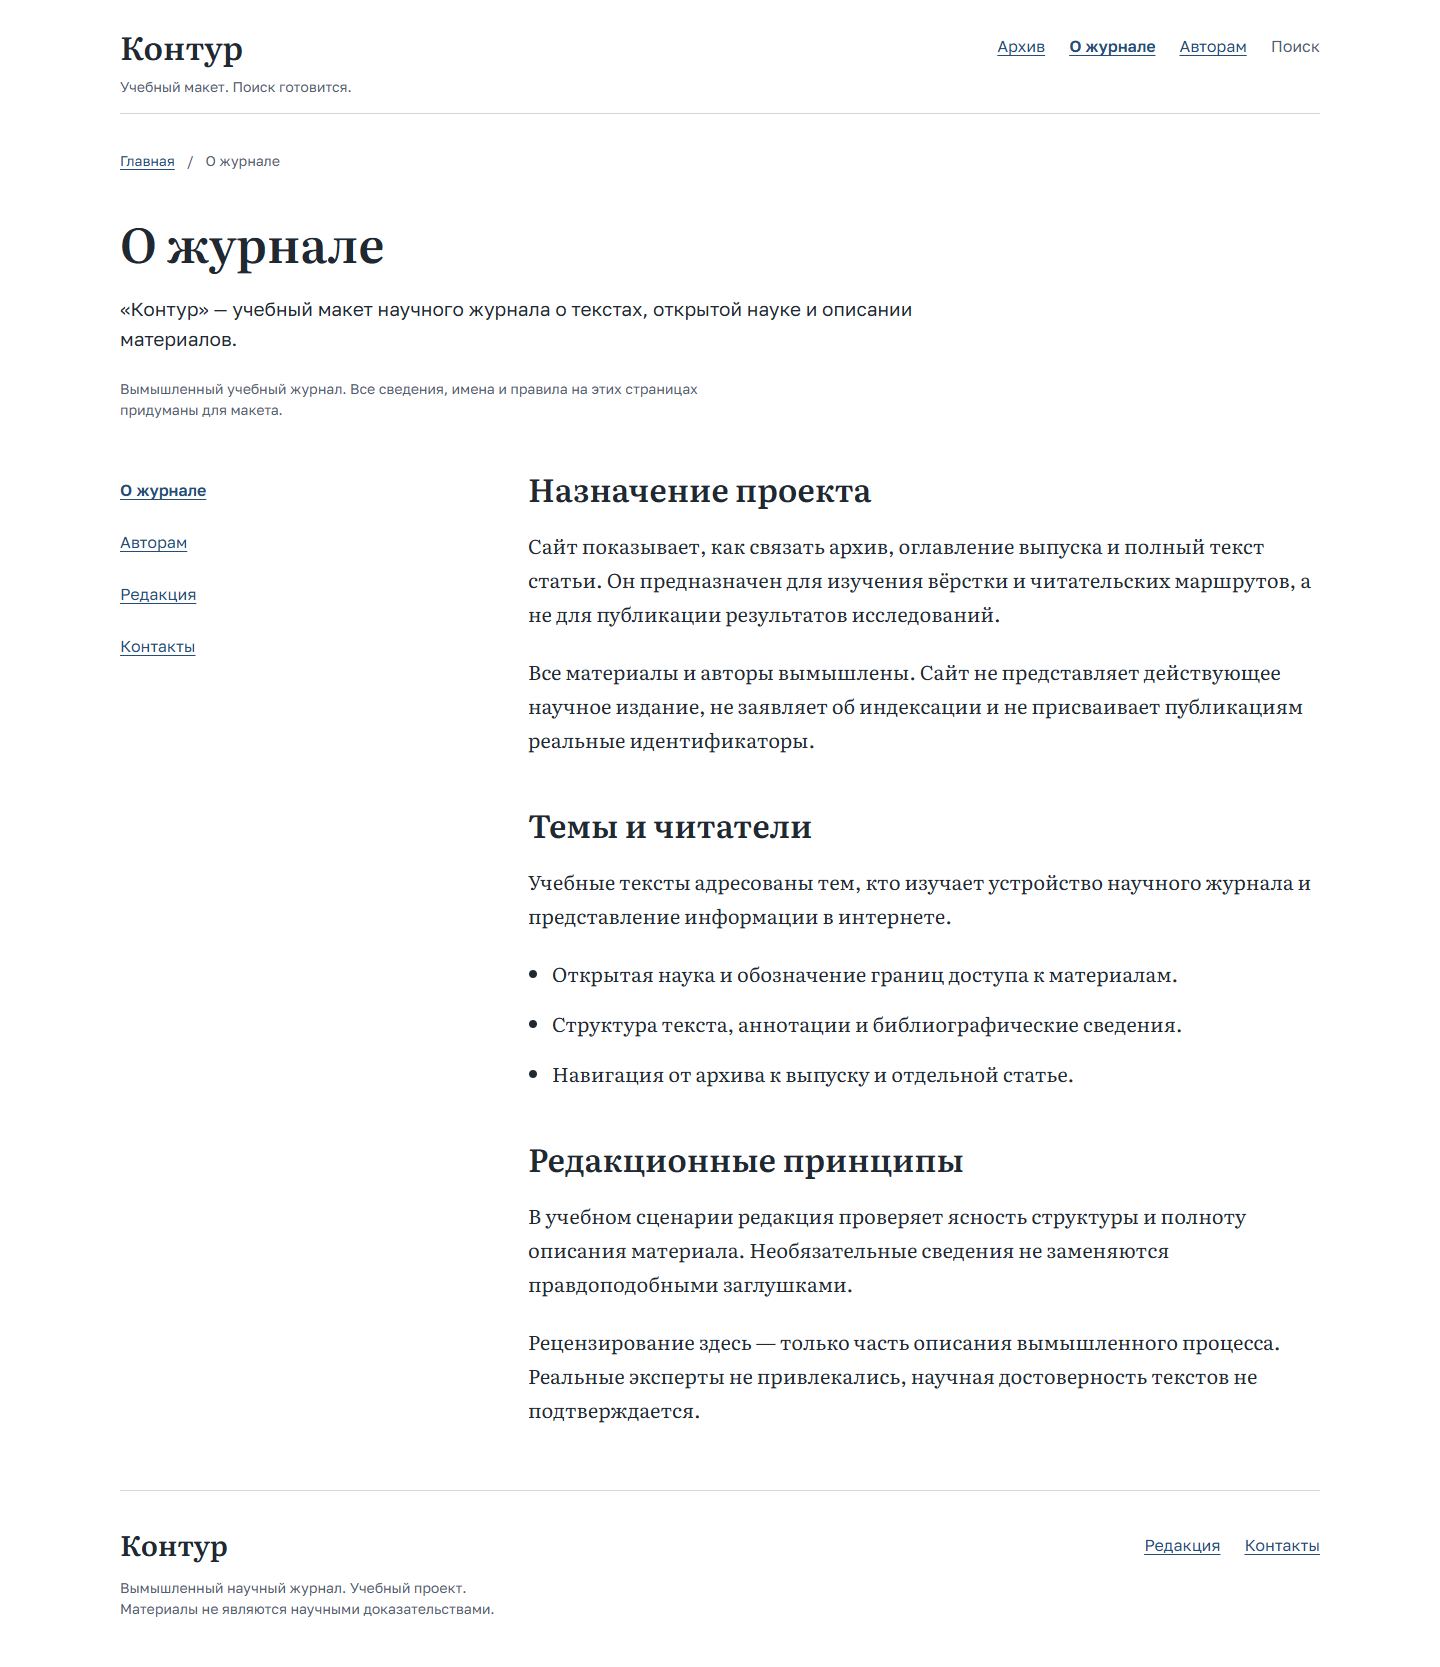 Контур
Архив О журнале Авторам Поиск
Учебный макет. Поиск готовится.
Главная / О журнале
О журнале
«Контур» — учебный макет научного журнала о текстах, открытой науке и описании
материалов.
Вымышленный учебный журнал. Все сведения, имена и правила на этих страницах
придуманы для макета.
О журнале
Авторам
Редакция
Контакты
Назначение проекта
Сайт показывает, как связать архив, оглавление выпуска и полный текст
статьи. Он предназначен для изучения вёрстки и читательских маршрутов, а
не для публикации результатов исследований.
Все материалы и авторы вымышлены. Сайт не представляет действующее
научное издание, не заявляет об индексации и не присваивает публикациям
реальные идентификаторы.
Темы и читатели
Учебные тексты адресованы тем, кто изучает устройство научного журнала и
представление информации в интернете.
• Открытая наука и обозначение границ доступа к материалам.
• Структура текста, аннотации и библиографические сведения.
• Навигация от архива к выпуску и отдельной статье.
Редакционные принципы
В учебном сценарии редакция проверяет ясность структуры и полноту
описания материала. Необязательные сведения не заменяются
правдоподобными заглушками.
Рецензирование здесь — только часть описания вымышленного процесса.
Реальные эксперты не привлекались, научная достоверность текстов не
подтверждается.
Контур
Редакция Контакты
Вымышленный научный журнал. Учебный проект.
Материалы не являются научными доказательствами.